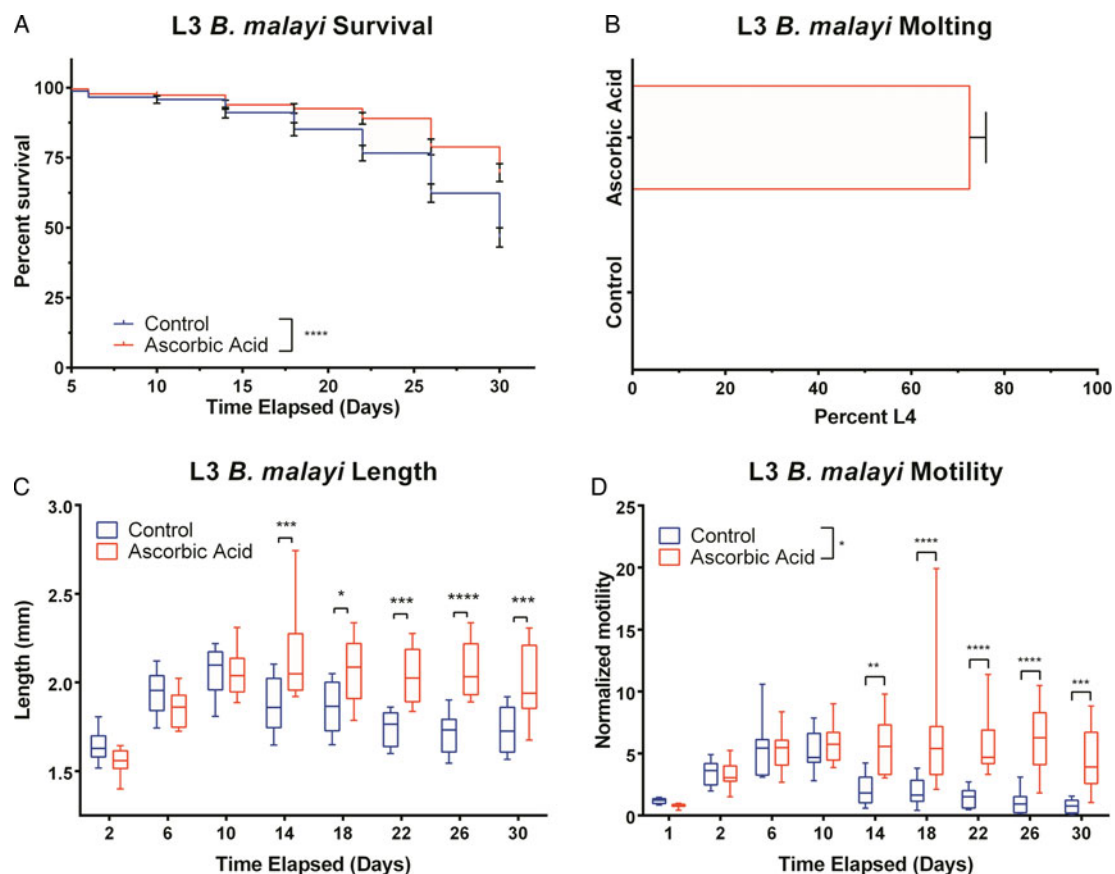 A
L3 B. malayi Survival
100
75
50
25
0
Percent survival
Control
Ascorbic Acid
****
5 10 15 20 25 30
Time Elapsed (Days)
B
L3 B. malayi Molting
Ascorbic Acid
Control
0 20 40 60 80 100
Percent L4
C
L3 B. malayi Length
3.0
2.5
2.0
1.5
Length (mm)
Control
Ascorbic Acid
***
*
***
****
***
2 6 10 14 18 22 26 30
Time Elapsed (Days)
D
L3 B. malayi Motility
25
20
15
10
5
0
Normalized motility
Control
Ascorbic Acid
*
**
****
****
****
***
1 2 6 10 14 18 22 26 30
Time Elapsed (Days)